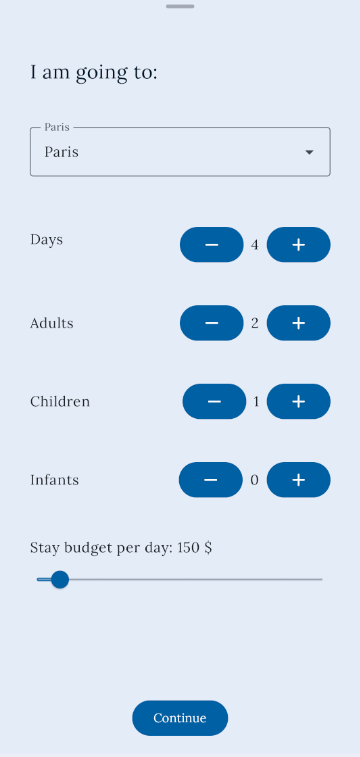 I am going to:
Paris
Paris
Days − 4 +
Adults − 2 +
Children − 1 +
Infants − 0 +
Stay budget per day: 150 $
Continue